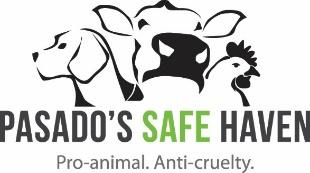 PASADO'S SAFE HAVEN
Pro-animal. Anti-cruelty.